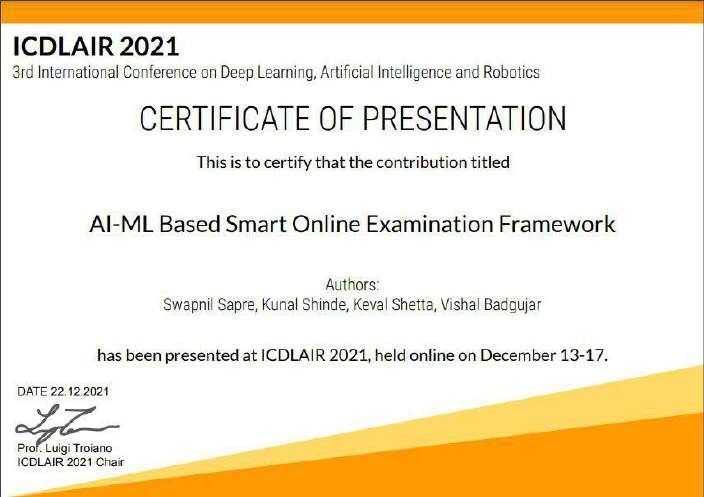 ICDLAIR 2021
3rd International Conference on Deep Learning, Artificial Intelligence and Robotics
CERTIFICATE OF PRESENTATION
This is to certify that the contribution titled
AI-ML Based Smart Online Examination Framework
Authors:
Swapnil Sapre, Kunal Shinde, Keval Shetta, Vishal Badgujar
has been presented at ICDLAIR 2021, held online on December 13-17.
DATE 22.12.2021
Prof. Luigi Troiano
ICDLAIR 2021 Chair